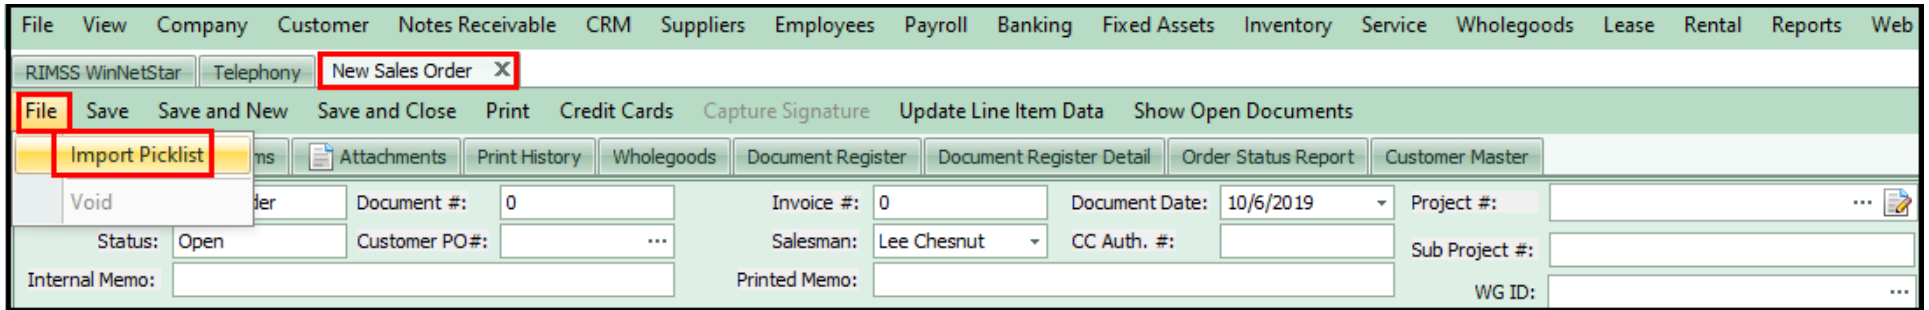 File View Company Customer Notes Receivable CRM Suppliers Employees Payroll Banking Fixed Assets Inventory Service Wholegoods Lease Rental Reports Web
RIMSS WinNetStar Telephony New Sales Order X
File Save Save and New Save and Close Print Credit Cards Capture Signature Update Line Item Data Show Open Documents
Import Picklist ms Attachments Print History Wholegoods Document Register Document Register Detail Order Status Report Customer Master
Void der Document #: 0 Invoice #: 0 Document Date: 10/6/2019 Project #: ...
Status: Open Customer PO#: ... Salesman: Lee Chesnut CC Auth. #: Sub Project #:
Internal Memo: Printed Memo: WG ID: ...